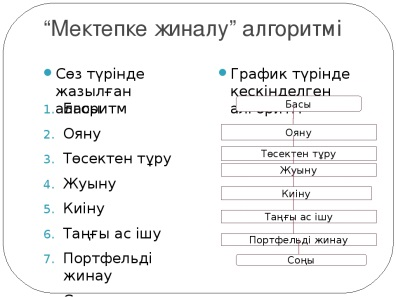 “Мектепке жиналу” алгоритмі
Сөз түрінде
жазылған
алгоритм
1. Басы
2. Ояну
3. Төсектен тұру
4. Жуыну
5. Киіну
6. Таңғы ас ішу
7. Портфельді
жинау
График түрінде
кескінделген
алгоритм
Басы
Ояну
Төсектен тұру
Жуыну
Киіну
Таңғы ас ішу
Портфельді жинау
Соңы